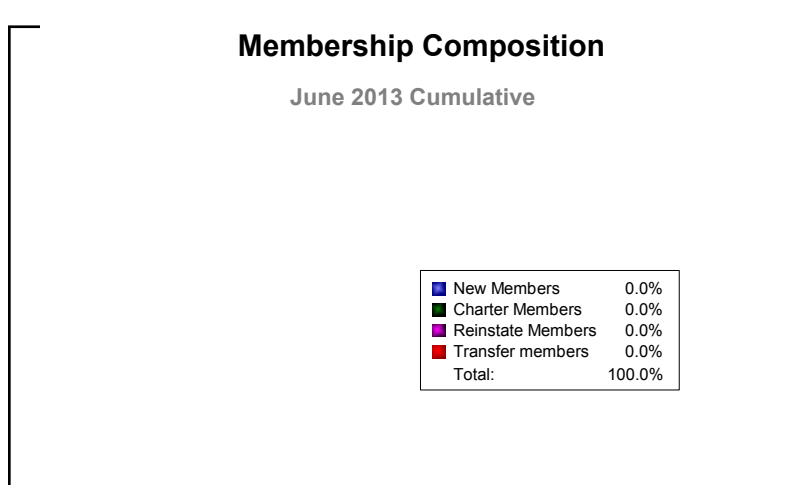 Membership Composition
June 2013 Cumulative
New Members 0.0%
Charter Members 0.0%
Reinstate Members 0.0%
Transfer members 0.0%
Total: 100.0%